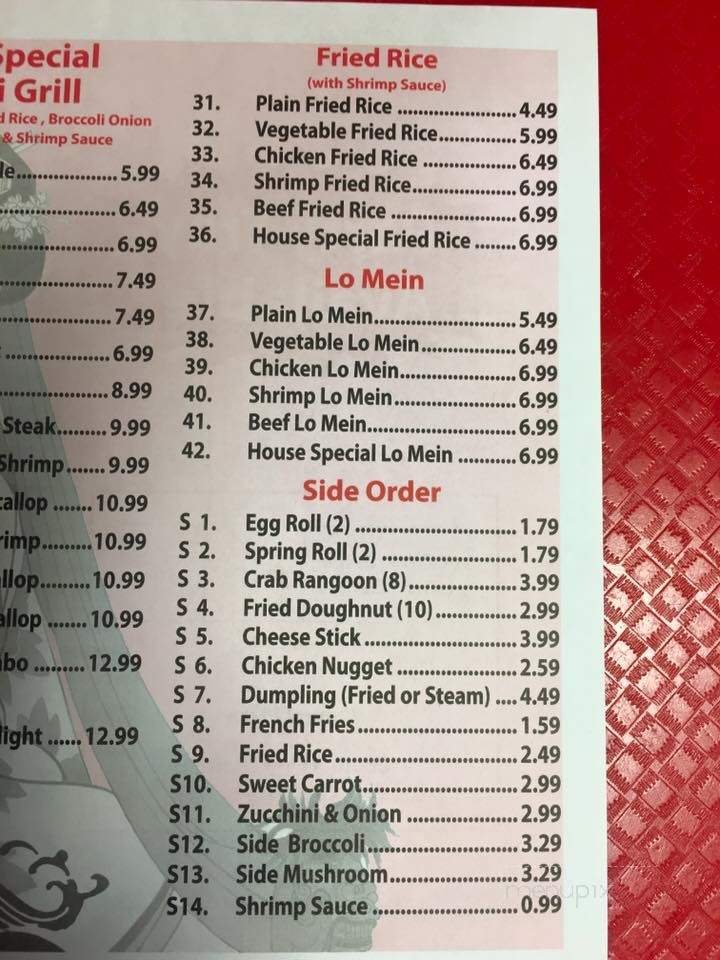 Special
i Grill
d Rice , Broccoli Onion
& Shrimp Sauce
le.................5.99
.......................6.49
.......................6.99
.......................7.49
.......................7.49
....................6.99
.......................8.99
Steak.........9.99
Shrimp.......9.99
callop .......10.99
rimp.........10.99
llop.........10.99
allop .......10.99
nbo .........12.99
light ......12.99
Fried Rice
(with Shrimp Sauce)
31. Plain Fried Rice .......................4.49
32. Vegetable Fried Rice................5.99
33. Chicken Fried Rice ..................6.49
34. Shrimp Fried Rice....................6.99
35. Beef Fried Rice ........................6.99
36. House Special Fried Rice ........6.99
Lo Mein
37. Plain Lo Mein...........................5.49
38. Vegetable Lo Mein..................6.49
39. Chicken Lo Mein......................6.99
40. Shrimp Lo Mein.......................6.99
41. Beef Lo Mein............................6.99
42. House Special Lo Mein ..........6.99
Side Order
S 1. Egg Roll (2) ..............................1.79
S 2. Spring Roll (2) .........................1.79
S 3. Crab Rangoon (8)....................3.99
S 4. Fried Doughnut (10)................2.99
S 5. Cheese Stick............................3.99
S 6. Chicken Nugget ......................2.59
S 7. Dumpling (Fried or Steam) ....4.49
S 8. French Fries.............................1.59
S 9. Fried Rice.................................2.49
S10. Sweet Carrot............................2.99
S11. Zucchini & Onion ....................2.99
S12. Side Broccoli...........................3.29
S13. Side Mushroom.......................3.29
S14. Shrimp Sauce..........................0.99
menupix